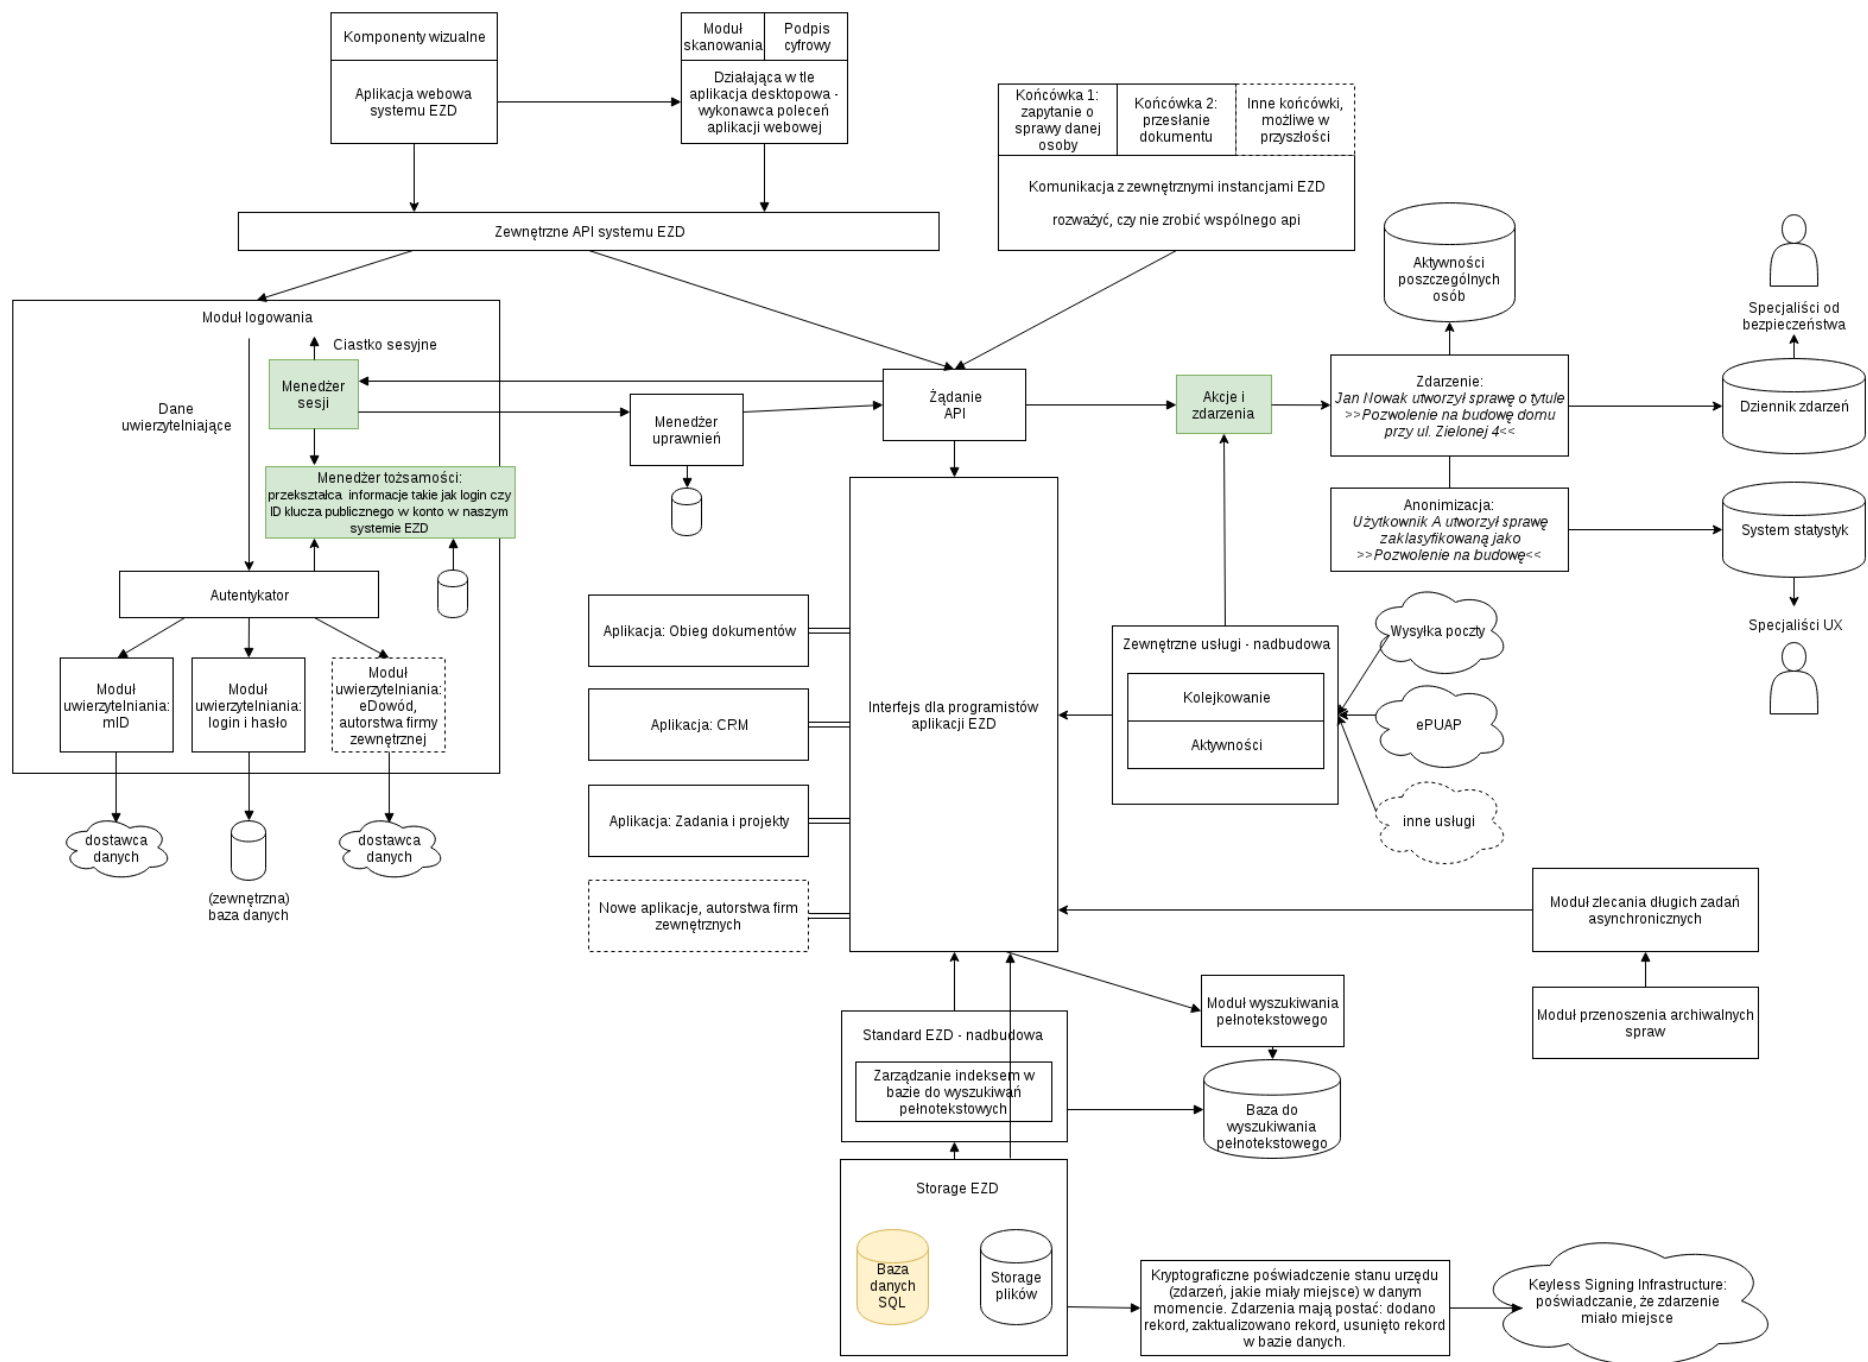 Komponenty wizualne
Aplikacja webowa
systemu EZD
Moduł
skanowania
Podpis
cyfrowy
Działająca w tle
aplikacja desktopowa -
wykonawca poleceń
aplikacji webowej
Końcówka 1:
zapytanie o
sprawy danej
osoby
Końcówka 2:
przesłanie
dokumentu
Inne końcówki,
możliwe w
przyszłości
Komunikacja z zewnętrznymi instancjami EZD
rozważyć, czy nie zrobić wspólnego api
Zewnętrzne API systemu EZD
Aktywności
poszczególnych
osób
Specjaliści od
bezpieczeństwa
Moduł logowania
Ciastko sesyjne
Menedżer
sesji
Dane
uwierzytelniające
Menedżer
uprawnień
Żądanie
API
Akcje i
zdarzenia
Zdarzenie:
Jan Nowak utworzył sprawę o tytule
>>Pozwolenie na budowę domu
przy ul. Zielonej 4<<
Dziennik zdarzeń
Menedżer tożsamości:
przekształca informacje takie jak login czy
ID klucza publicznego w konto w naszym
systemie EZD
Anonimizacja:
Użytkownik A utworzył sprawę
zaklasyfikowaną jako
>>Pozwolenie na budowę<<
System statystyk
Autentykator
Specjaliści UX
Moduł
uwierzytelniania:
mID
Moduł
uwierzytelniania:
login i hasło
Moduł
uwierzytelniania:
eDowód,
autorstwa firmy
zewnętrznej
dostawca
danych
(zewnętrzna)
baza danych
dostawca
danych
Aplikacja: Obieg dokumentów
Aplikacja: CRM
Aplikacja: Zadania i projekty
Nowe aplikacje, autorstwa firm
zewnętrznych
Interfejs dla programistów
aplikacji EZD
Zewnętrzne usługi - nadbudowa
Kolejkowanie
Aktywności
Wysyłka poczty
ePUAP
inne usługi
Moduł zlecania długich zadań
asynchronicznych
Moduł przenoszenia archiwalnych
spraw
Moduł wyszukiwania
pełnotekstowego
Standard EZD - nadbudowa
Zarządzanie indeksem w
bazie do wyszukiwań
pełnotekstowych
Baza do
wyszukiwania
pełnotekstowego
Storage EZD
Baza
danych
SQL
Storage
plików
Kryptograficzne poświadczenie stanu urzędu
(zdarzeń, jakie miały miejsce) w danym
momencie. Zdarzenia mają postać: dodano
rekord, zaktualizowano rekord, usunięto rekord
w bazie danych.
Keyless Signing Infrastructure:
poświadczanie, że zdarzenie
miało miejsce